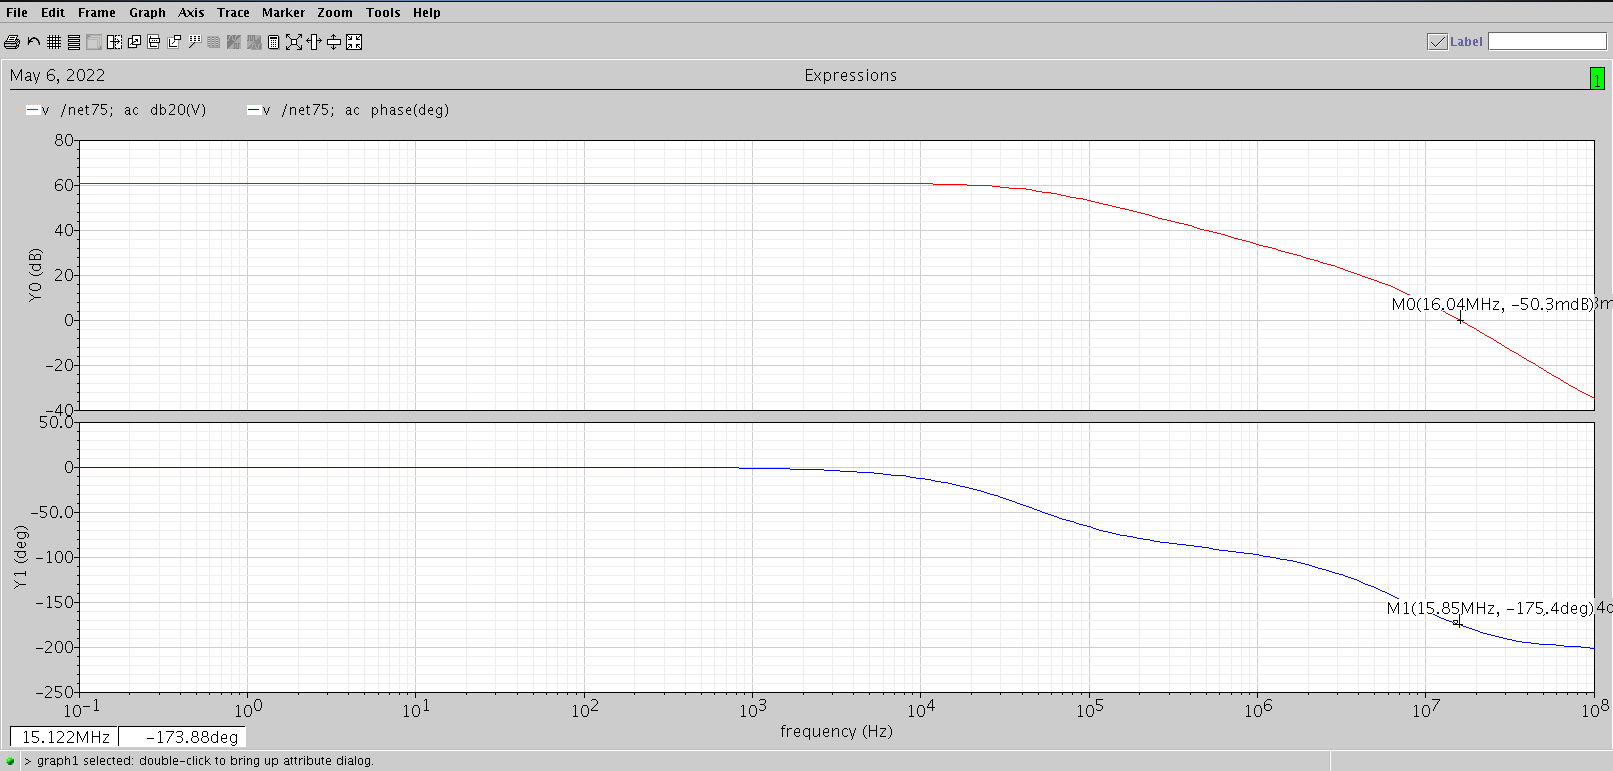 File Edit Frame Graph Axis Trace Marker Zoom Tools Help
Label
May 6, 2022 Expressions 1
v /net75; ac db20(V) v /net75; ac phase(deg)
80
60
40
20
0
-20
-40
Y0 (dB)
M0(16.04MHz, -50.3mdB) 3m
50.0
0
-50.0
-100
-150
-200
-250
Y1 (deg)
M1(15.85MHz, -175.4deg) 4d
10-1 100 101 102 103 104 105 106 107 108
frequency (Hz)
15.122MHz -173.88deg
> graph1 selected: double-click to bring up attribute dialog.